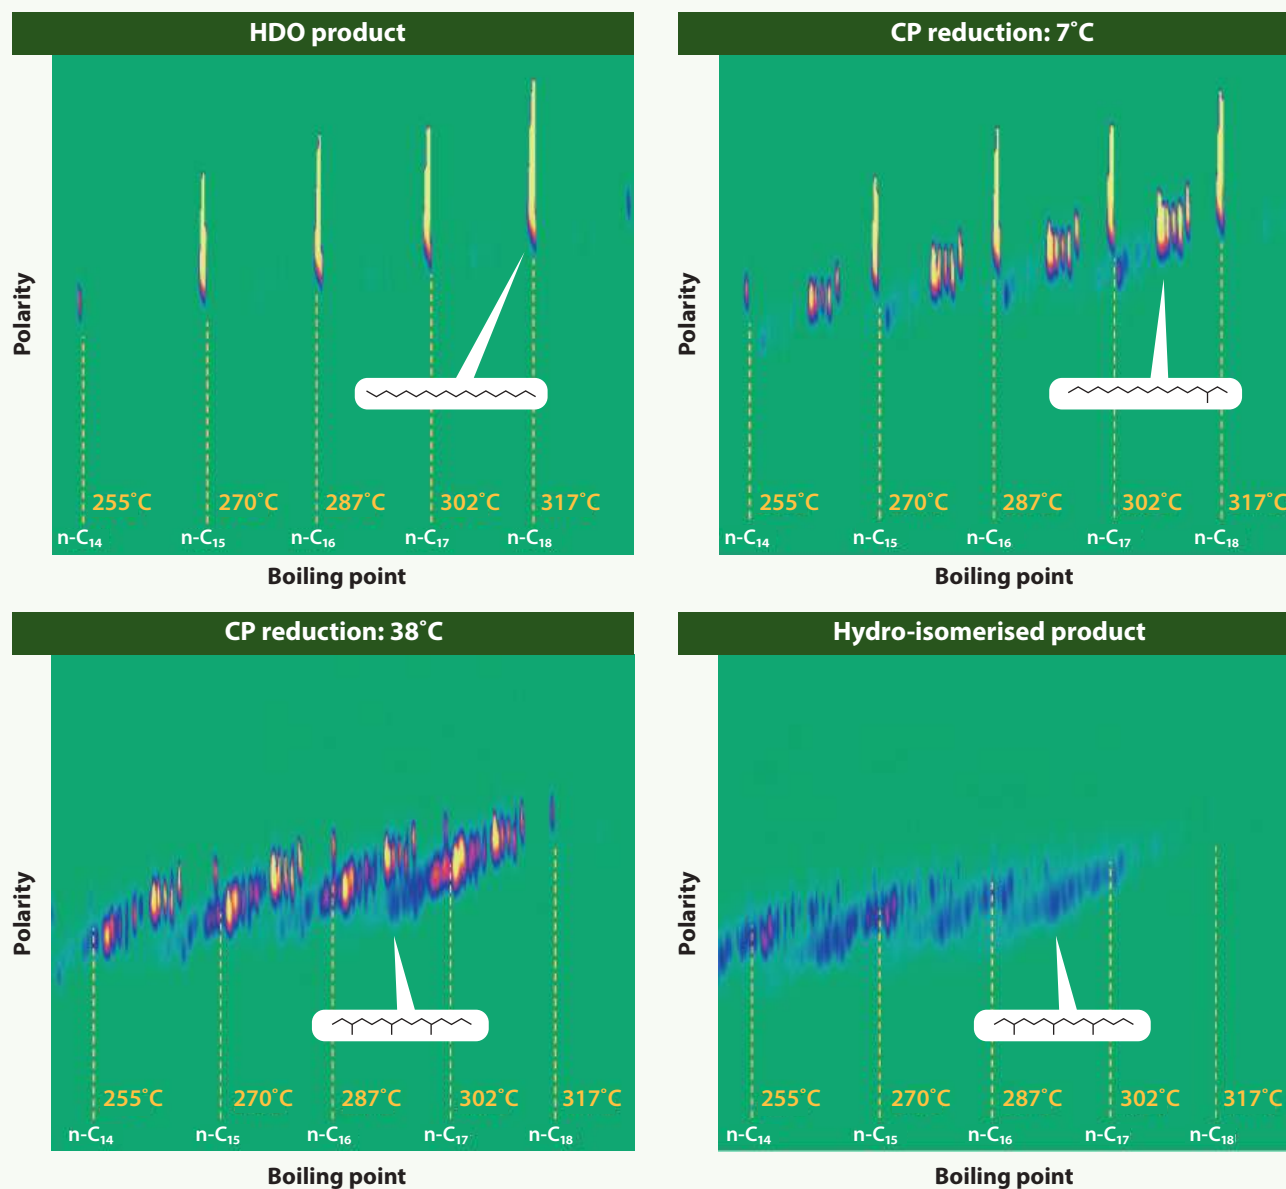 HDO product
Polarity
255˚C 270˚C 287˚C 302˚C 317˚C
n-C₁₄ n-C₁₅ n-C₁₆ n-C₁₇ n-C₁₈
Boiling point
CP reduction: 7˚C
Polarity
255˚C 270˚C 287˚C 302˚C 317˚C
n-C₁₄ n-C₁₅ n-C₁₆ n-C₁₇ n-C₁₈
Boiling point
CP reduction: 38˚C
Polarity
255˚C 270˚C 287˚C 302˚C 317˚C
n-C₁₄ n-C₁₅ n-C₁₆ n-C₁₇ n-C₁₈
Boiling point
Hydro-isomerised product
Polarity
255˚C 270˚C 287˚C 302˚C 317˚C
n-C₁₄ n-C₁₅ n-C₁₆ n-C₁₇ n-C₁₈
Boiling point